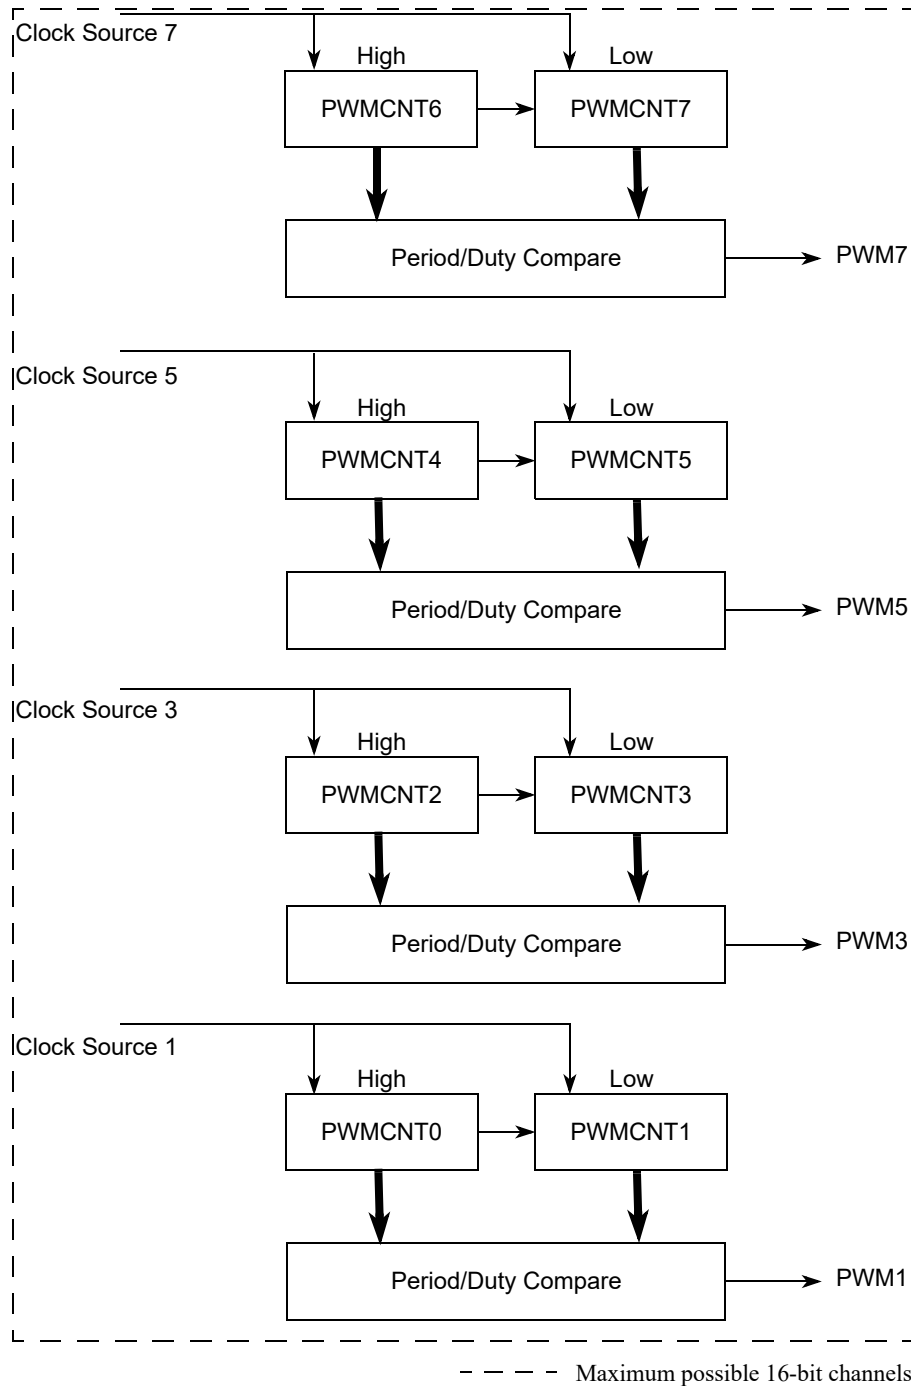 Clock Source 7
High Low
PWMCNT6 PWMCNT7
Period/Duty Compare PWM7
Clock Source 5
High Low
PWMCNT4 PWMCNT5
Period/Duty Compare PWM5
Clock Source 3
High Low
PWMCNT2 PWMCNT3
Period/Duty Compare PWM3
Clock Source 1
High Low
PWMCNT0 PWMCNT1
Period/Duty Compare PWM1
Maximum possible 16-bit channels